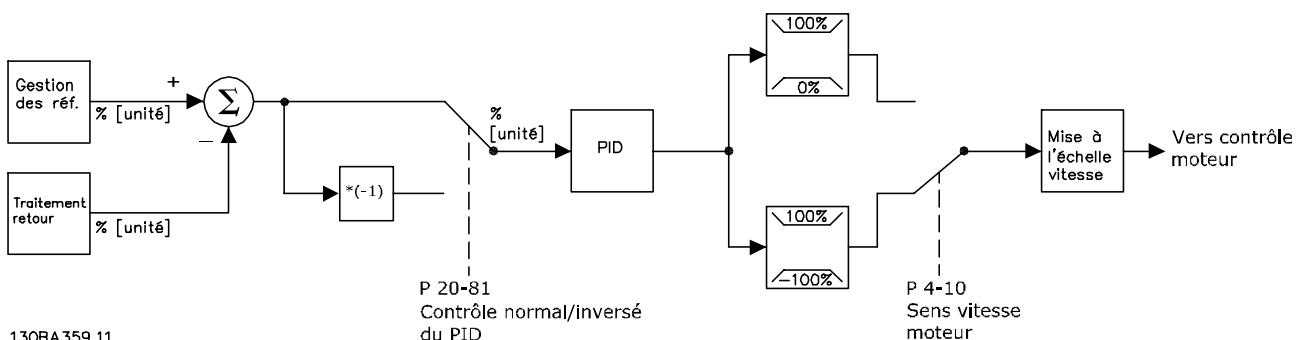 Gestion
des réf.
+
% [unité]
Σ
−
Traitement
retour
% [unité]
*(-1)
%
[unité]
P 20-81
Contrôle normal/inversé
du PID
PID
100%
0%
100%
-100%
P 4-10
Sens vitesse
moteur
Mise à
l'échelle
vitesse
Vers contrôle
moteur
130BA359.11